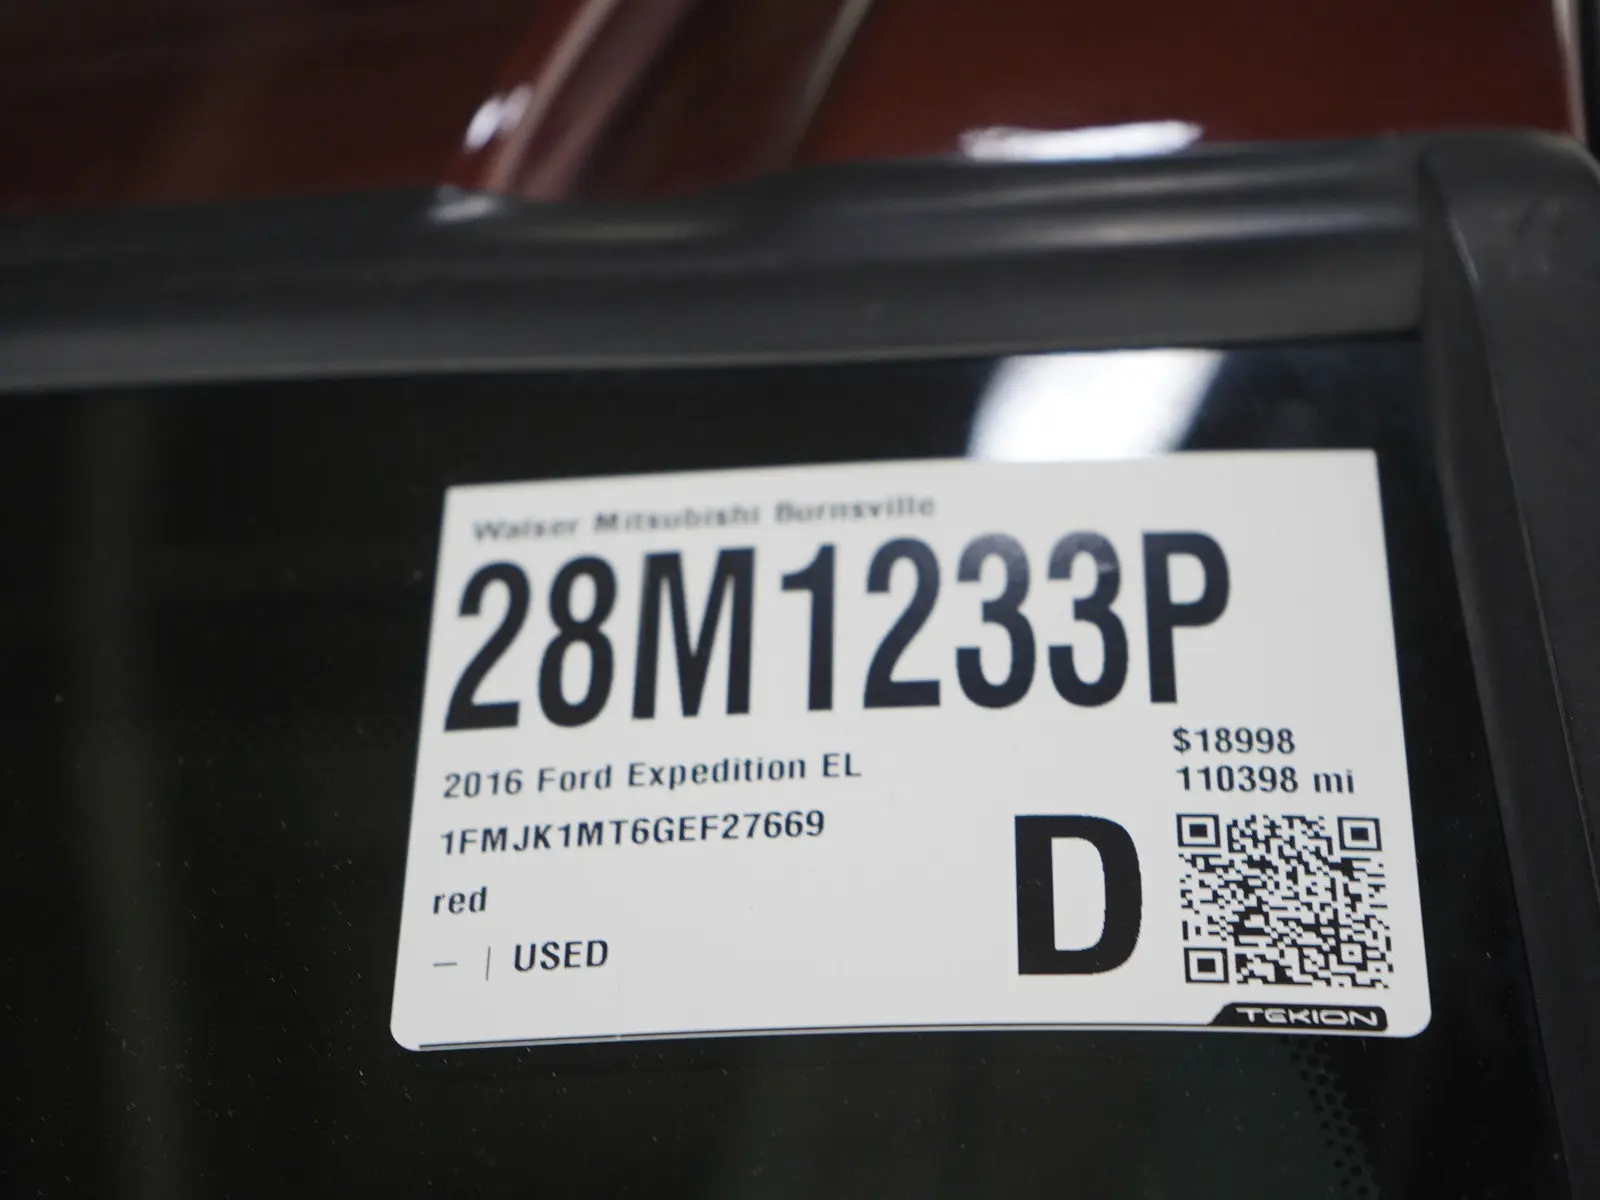 Walser Mitsubishi Burnsville
28M1233P
$18998
2016 Ford Expedition EL
110398 mi
1FMJK1MT6GEF27669
D
red
– | USED
TEKION